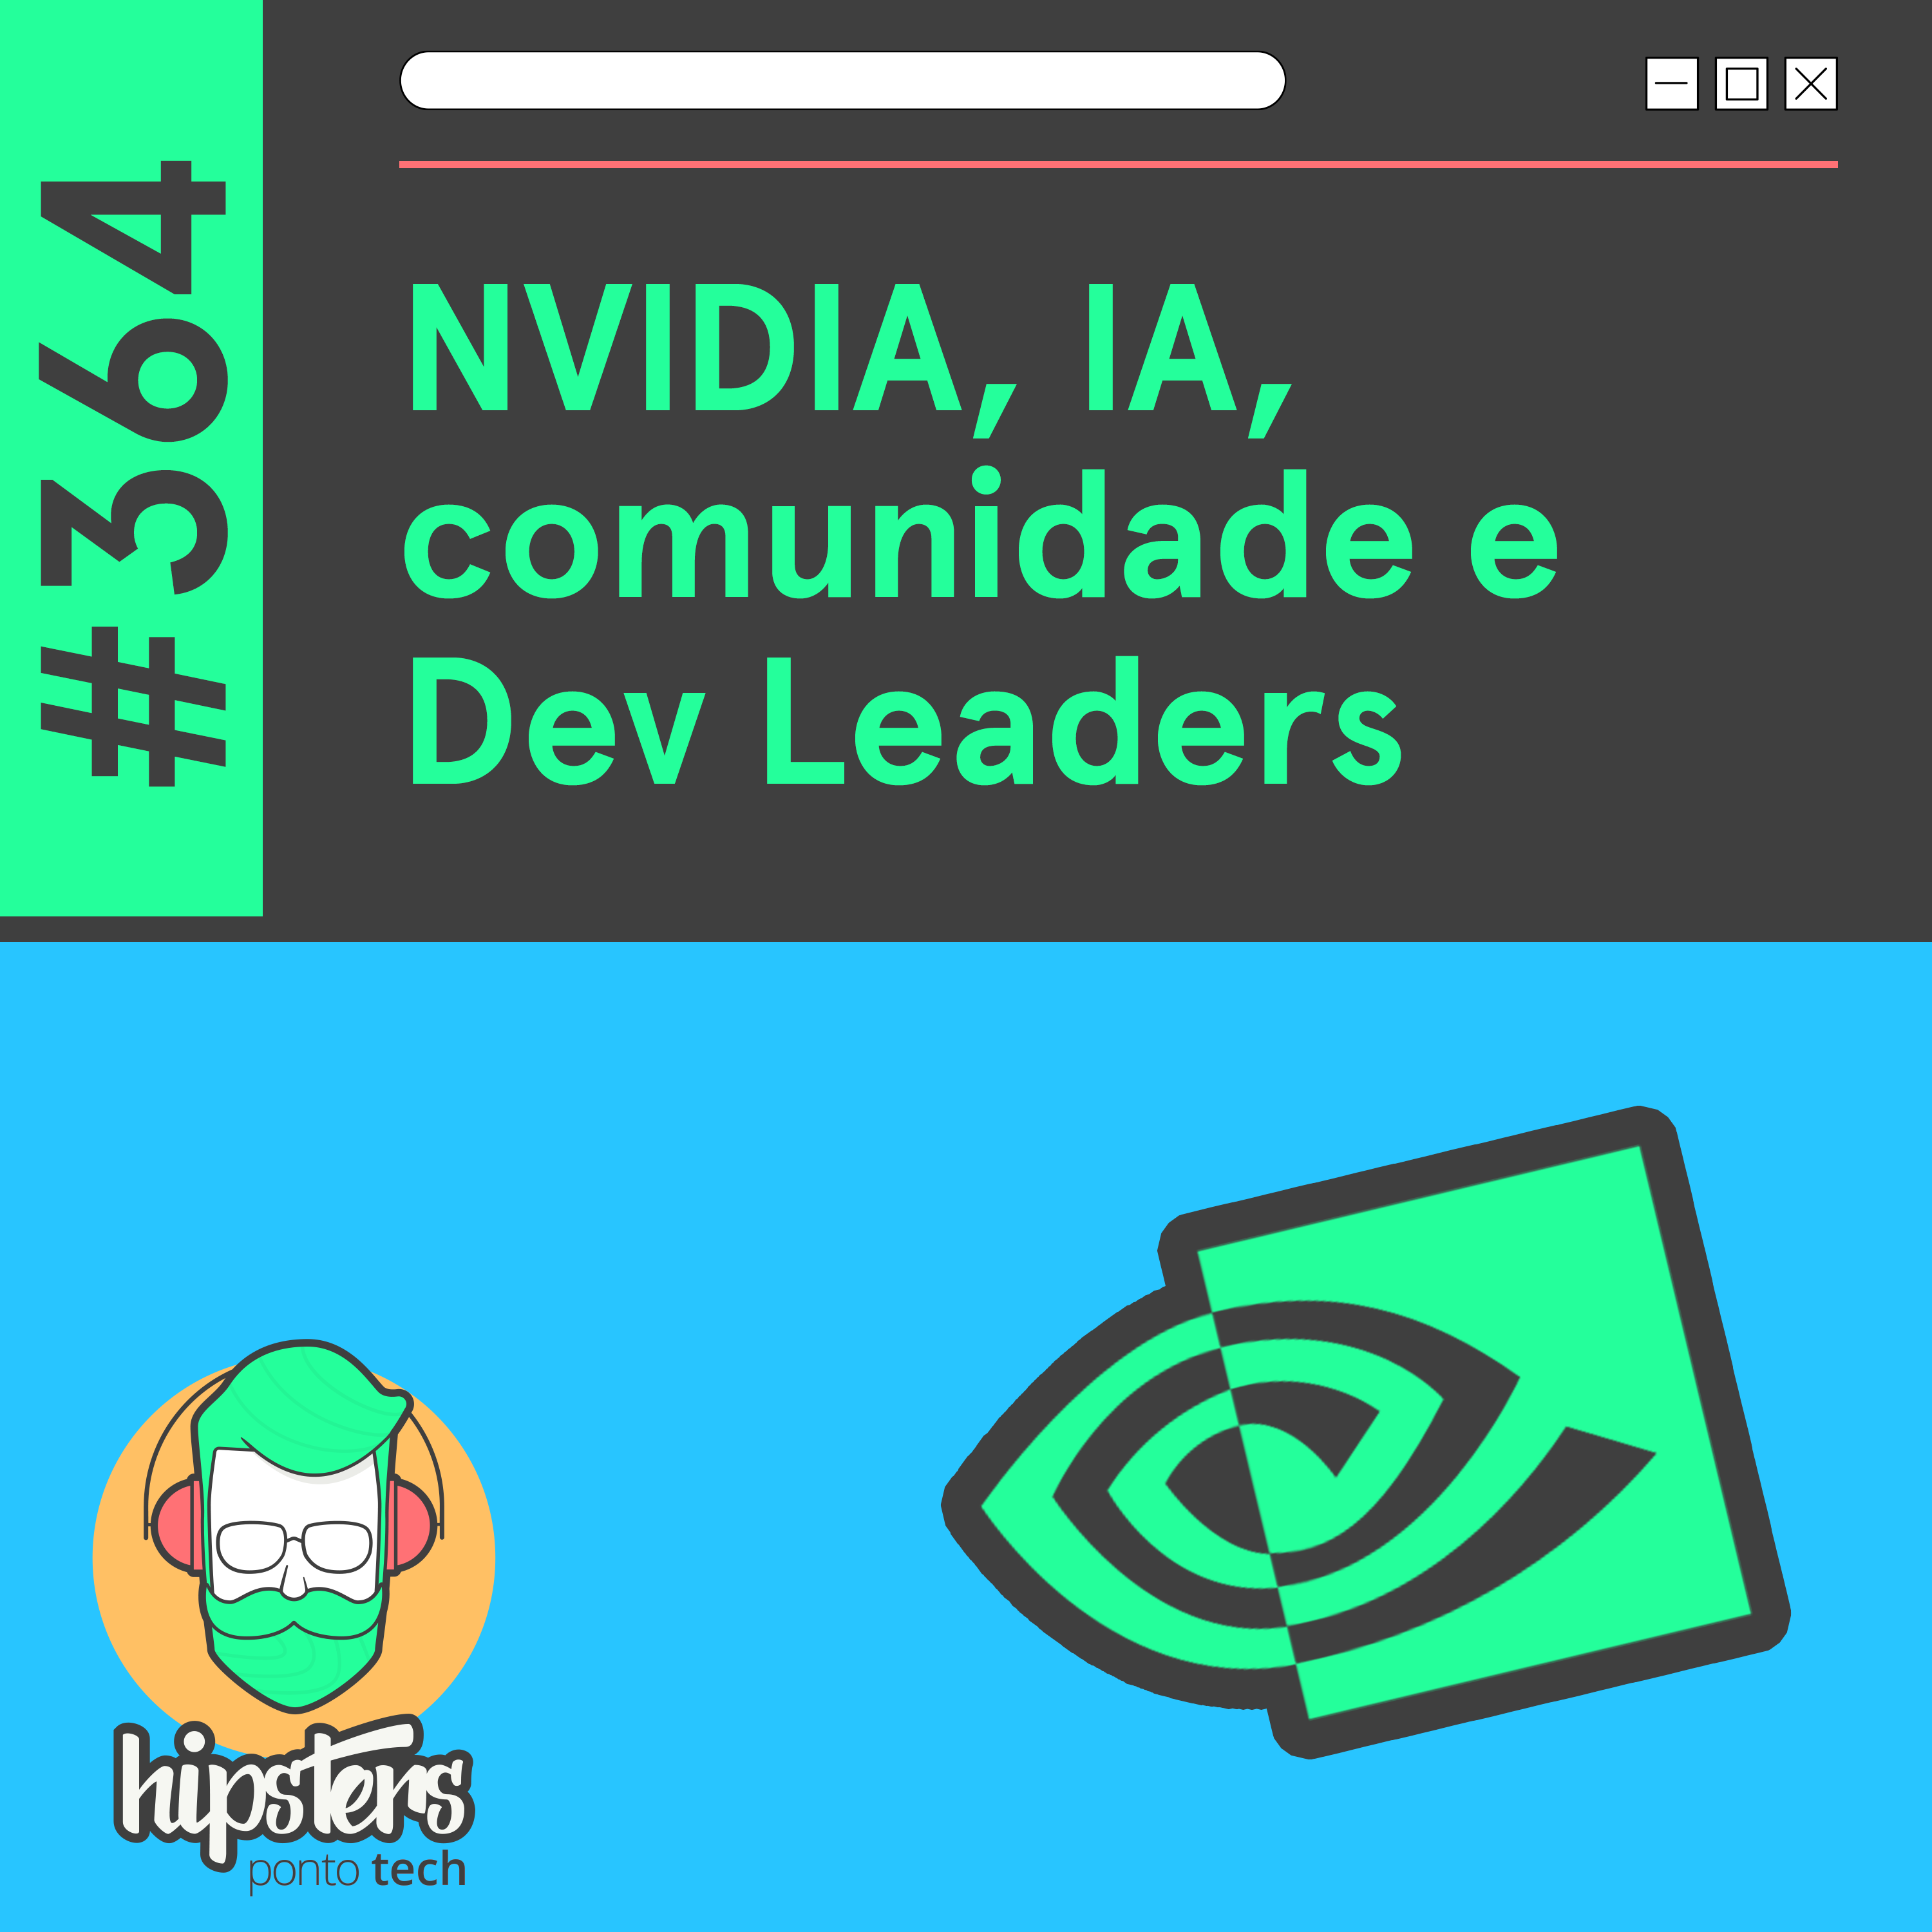 #364
NVIDIA, IA,
comunidade e
Dev Leaders
hipsters
ponto tech